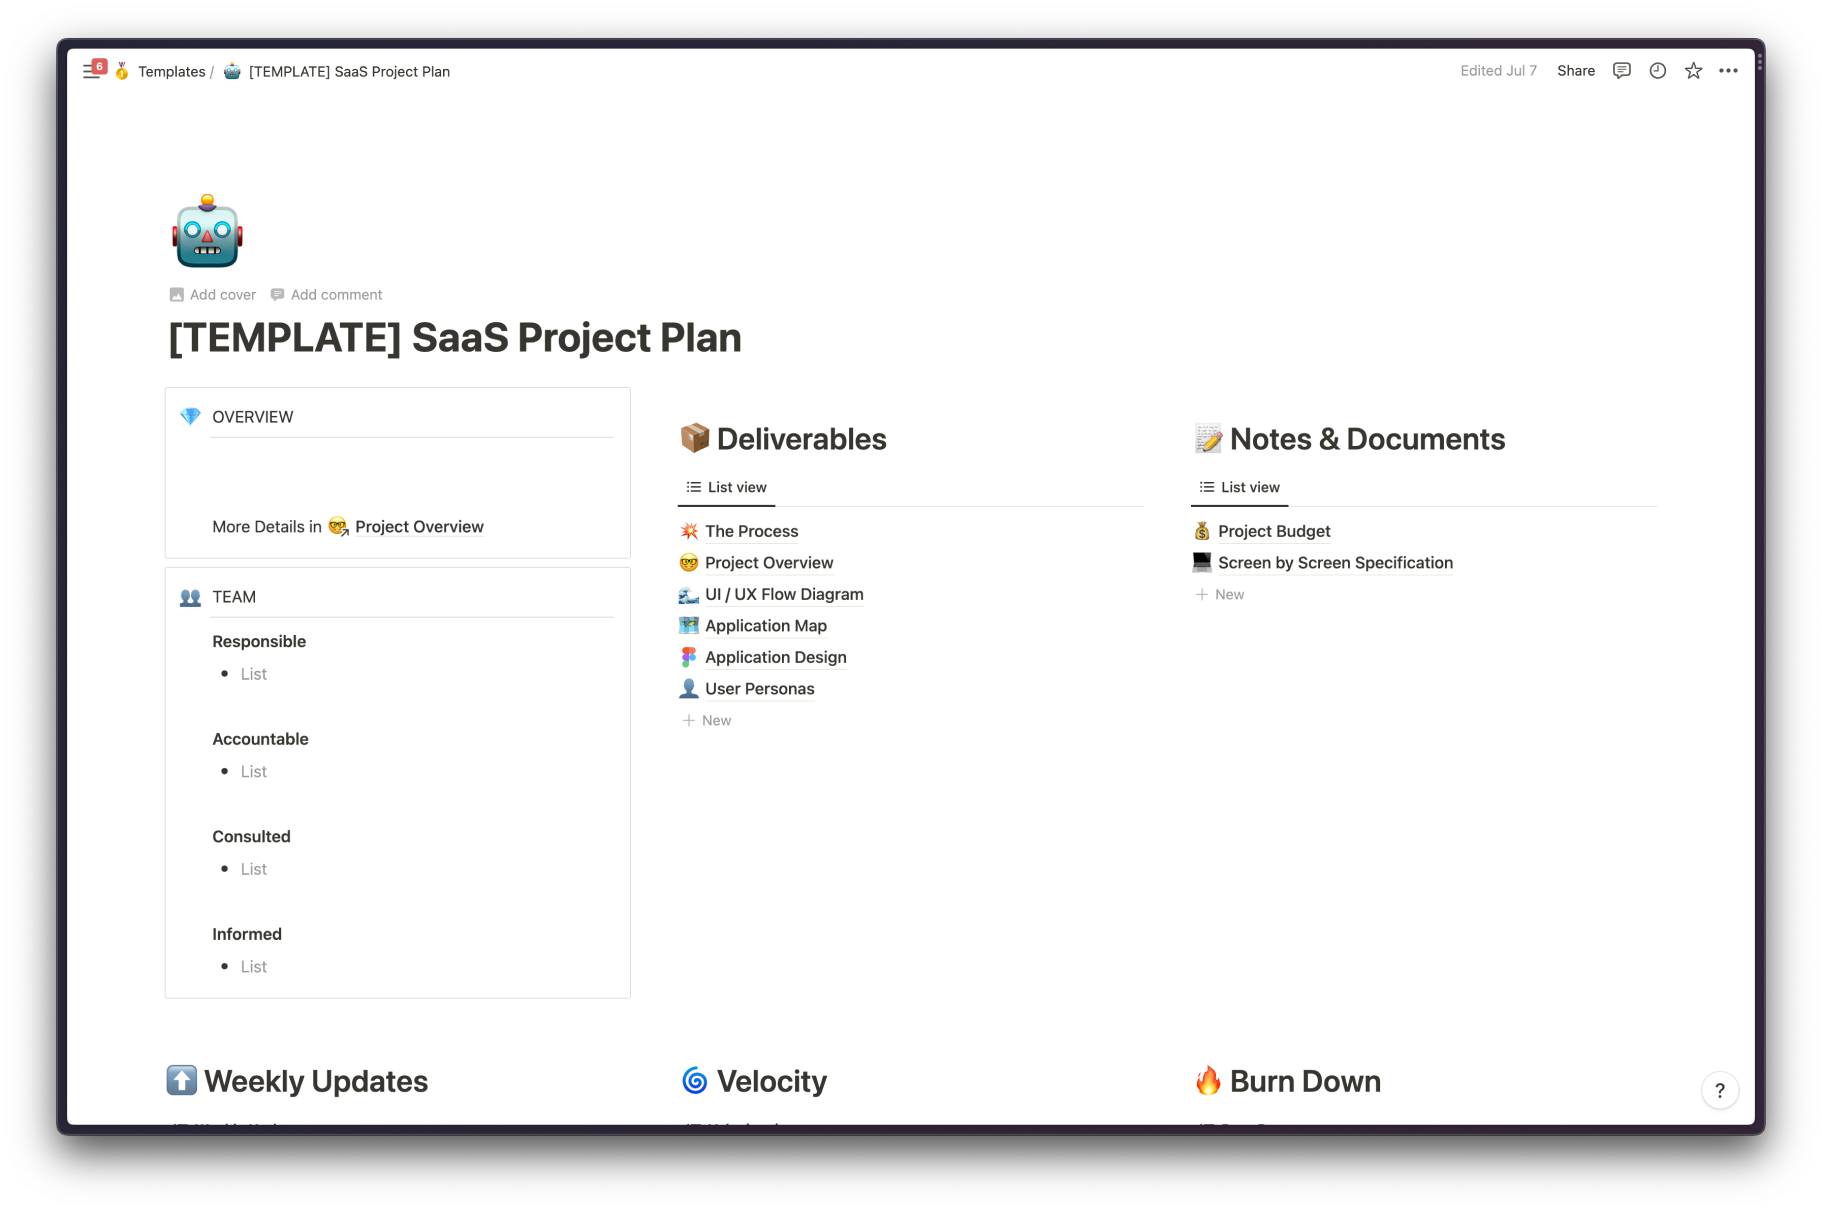 6
Templates / [TEMPLATE] SaaS Project Plan
Edited Jul 7
Share
Add cover
Add comment
[TEMPLATE] SaaS Project Plan
OVERVIEW
More Details in Project Overview
TEAM
Responsible
List
Accountable
List
Consulted
List
Informed
List
Deliverables
List view
The Process
Project Overview
UI / UX Flow Diagram
Application Map
Application Design
User Personas
New
Notes & Documents
List view
Project Budget
Screen by Screen Specification
New
Weekly Updates
Velocity
Burn Down
?